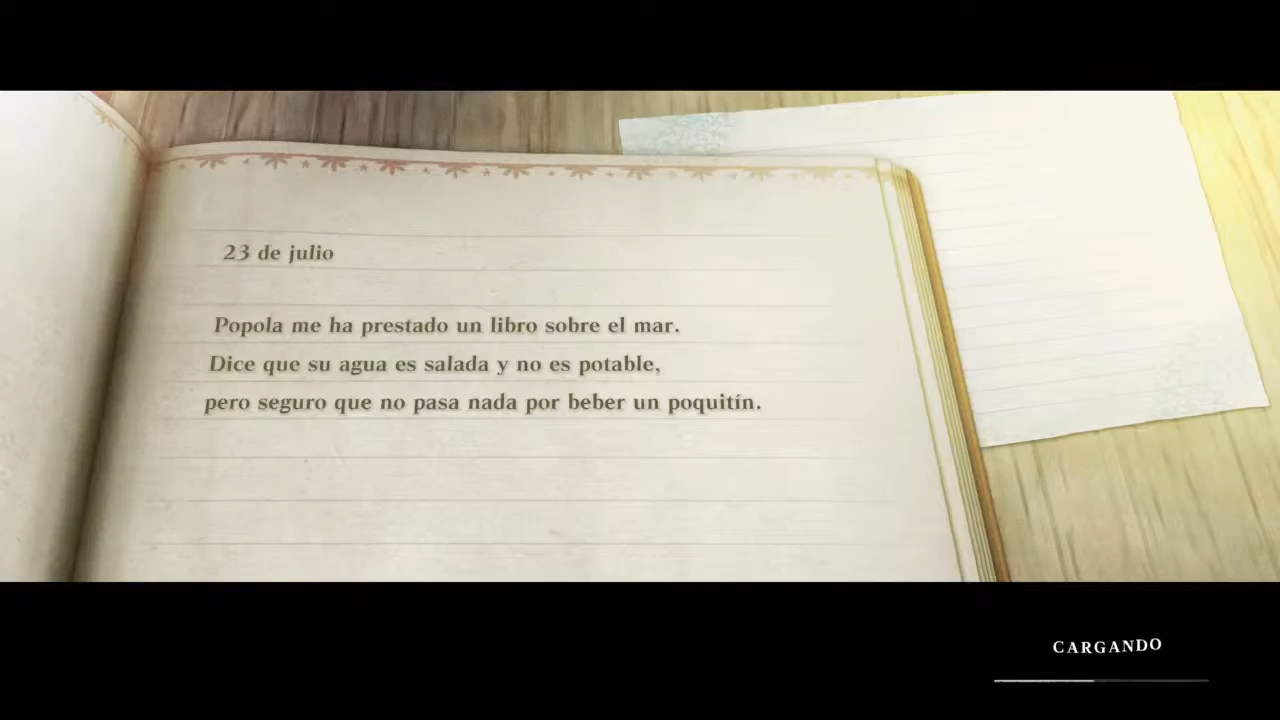 23 de julio
Popola me ha prestado un libro sobre el mar.
Dice que su agua es salada y no es potable,
pero seguro que no pasa nada por beber un poquitín.
CARGANDO